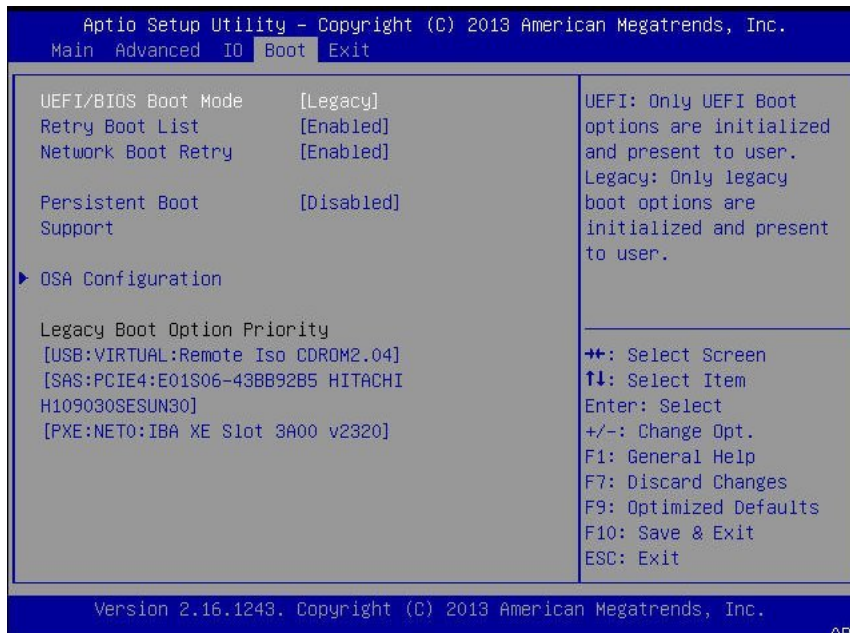 Aptio Setup Utility – Copyright (C) 2013 American Megatrends, Inc.
Main Advanced IO Boot Exit
UEFI/BIOS Boot Mode [Legacy]
Retry Boot List [Enabled]
Network Boot Retry [Enabled]
Persistent Boot [Disabled]
Support
OSA Configuration
Legacy Boot Option Priority
[USB:VIRTUAL:Remote Iso CDROM2.04]
[SAS:PCIE4:E01S06-43BB92B5 HITACHI
H109030SESUN30]
[PXE:NET0:IBA XE Slot 3A00 v2320]
UEFI: Only UEFI Boot
options are initialized
and present to user.
Legacy: Only legacy
boot options are
initialized and present
to user.
→←: Select Screen
↑↓: Select Item
Enter: Select
+/-: Change Opt.
F1: General Help
F7: Discard Changes
F9: Optimized Defaults
F10: Save & Exit
ESC: Exit
Version 2.16.1243. Copyright (C) 2013 American Megatrends, Inc.